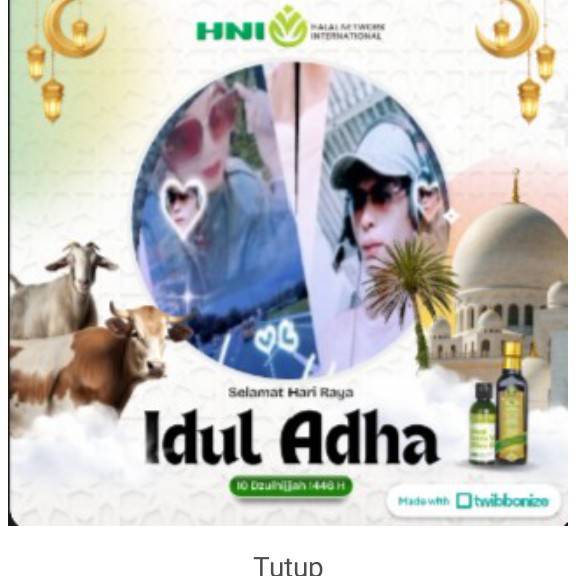 HNI
HALAL NETWORK
INTERNATIONAL
Selamat Hari Raya
Idul Adha
10 Dzulhijjah 1446 H
Made with twibbonize
Tutup